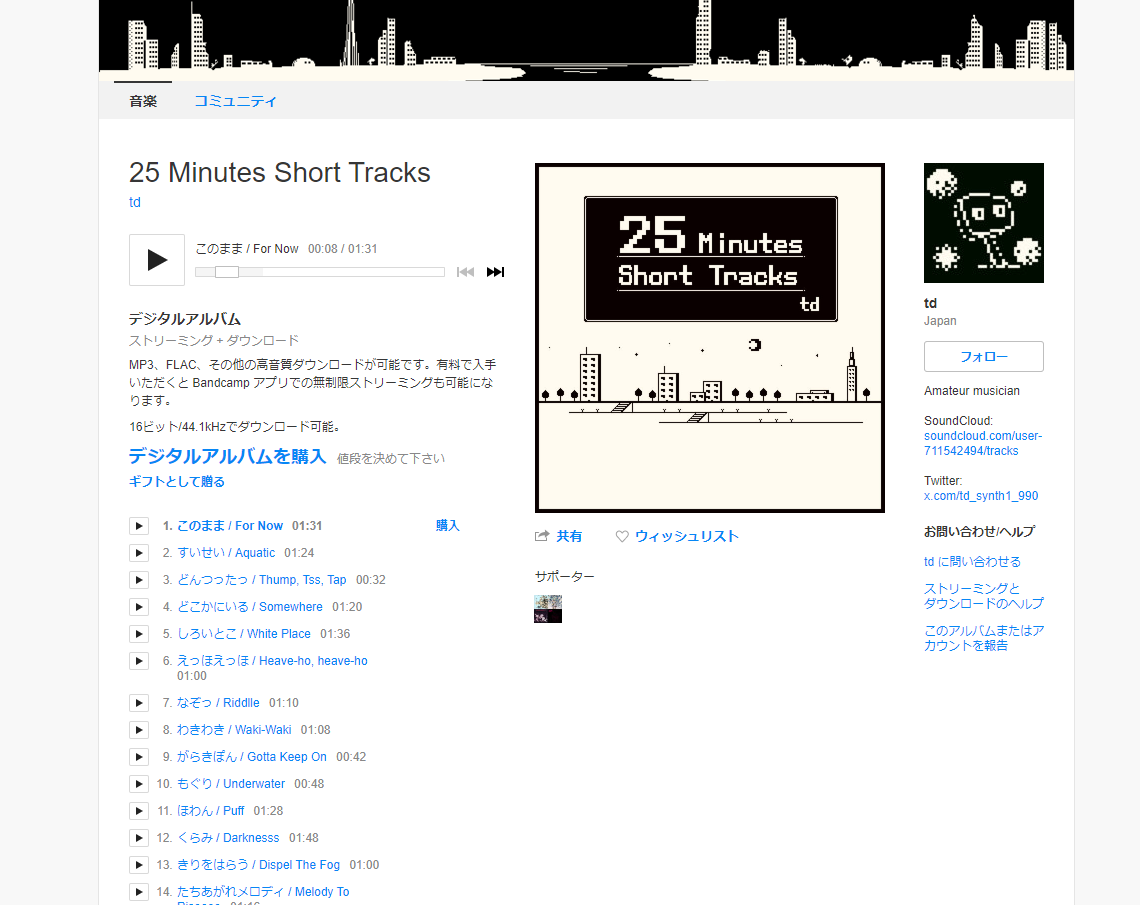 音楽 コミュニティ
25 Minutes Short Tracks
td
このまま / For Now 00:08 / 01:31
デジタルアルバム
ストリーミング + ダウンロード
MP3、FLAC、その他の高音質ダウンロードが可能です。有料で入手
いただくと Bandcamp アプリでの無制限ストリーミングも可能にな
ります。
16ビット/44.1kHzでダウンロード可能。
デジタルアルバムを購入 値段を決めて下さい
ギフトとして贈る
1. このまま / For Now 01:31 購入
2. すいせい / Aquatic 01:24
3. どんつったっ / Thump, Tss, Tap 00:32
4. どこかにいる / Somewhere 01:20
5. しろいとこ / White Place 01:36
6. えっほえっほ / Heave-ho, heave-ho
01:00
7. なぞっ / Riddlle 01:10
8. わきわき / Waki-Waki 01:08
9. がらきぽん / Gotta Keep On 00:42
10. もぐり / Underwater 00:48
11. ほわん / Puff 01:28
12. くらみ / Darknesss 01:48
13. きりをはらう / Dispel The Fog 01:00
14. たちあがれメロディ / Melody To
25 Minutes
Short Tracks
td
共有 ウィッシュリスト
サポーター
td
Japan
フォロー
Amateur musician
SoundCloud:
soundcloud.com/user-
711542494/tracks
Twitter:
x.com/td_synth1_990
お問い合わせ/ヘルプ
td に問い合わせる
ストリーミングと
ダウンロードのヘルプ
このアルバムまたはア
カウントを報告